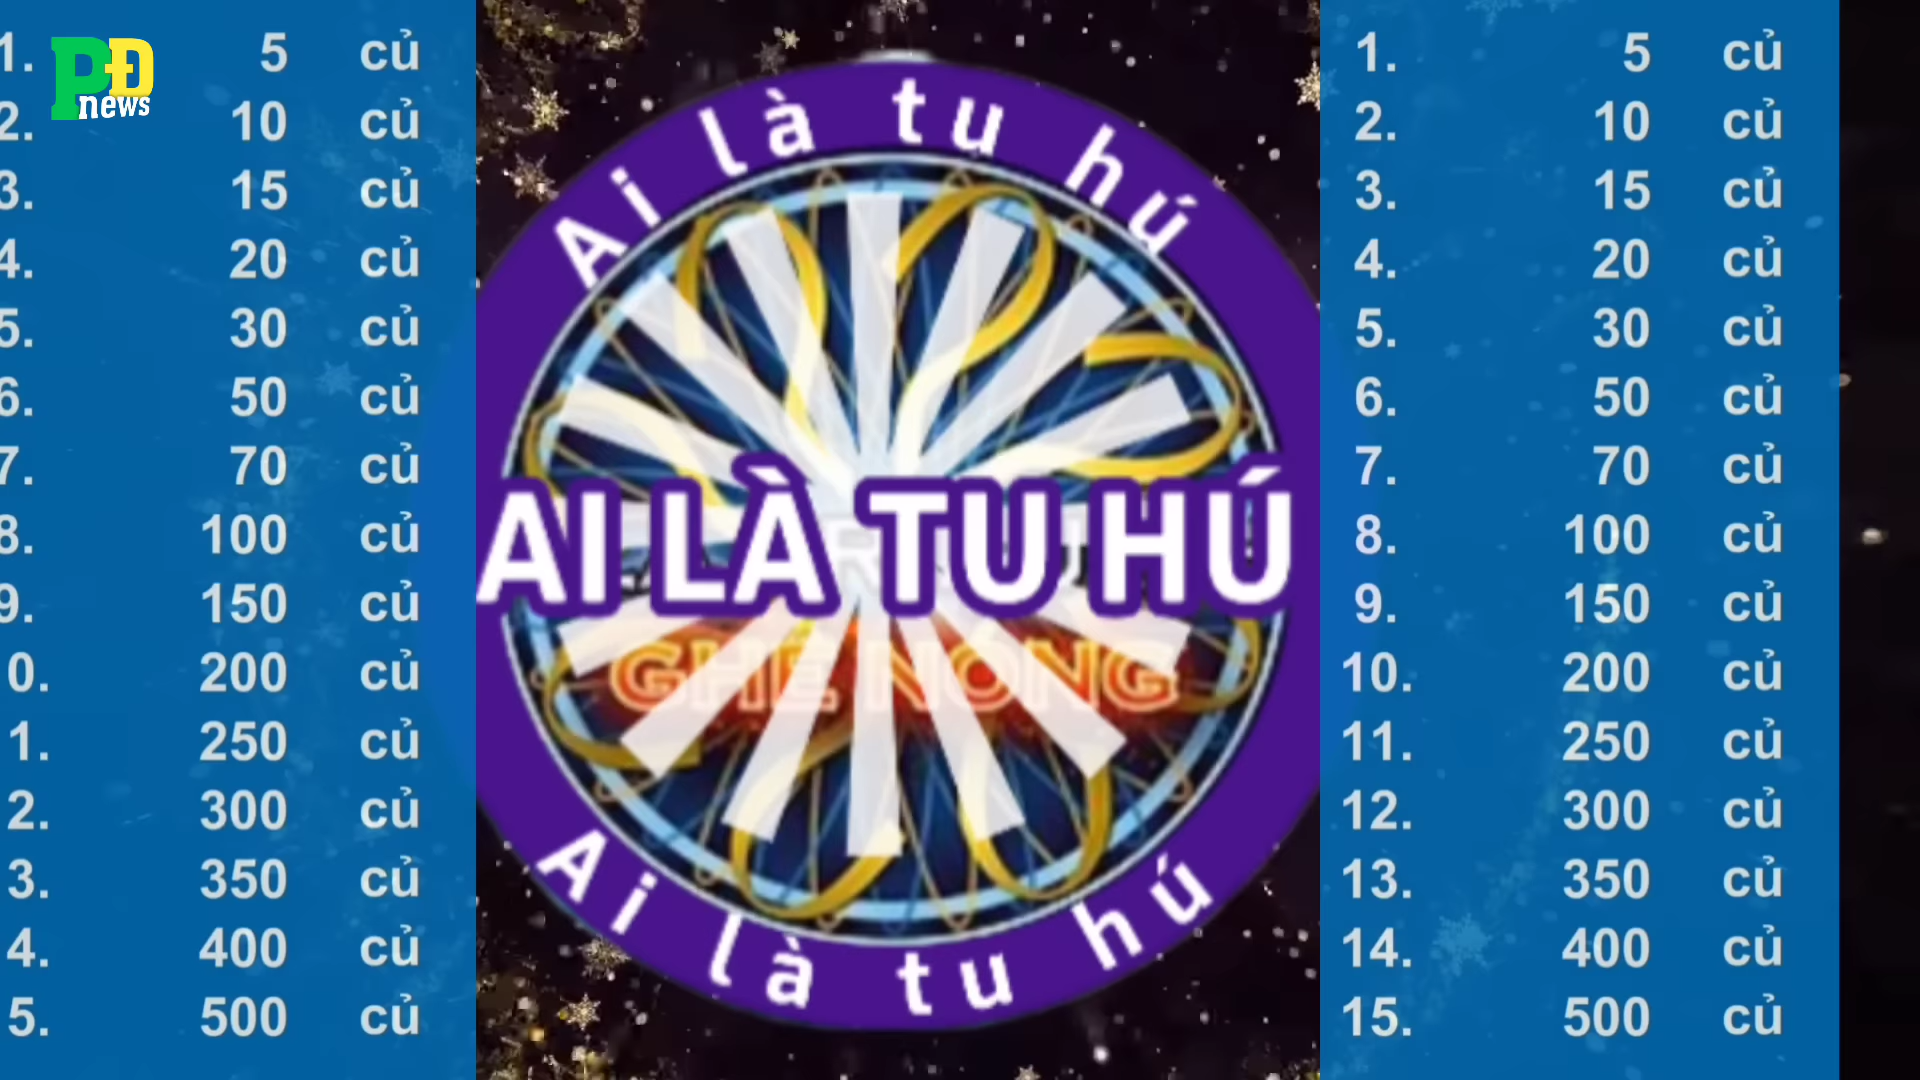 PĐ
news
1. 5 củ
2. 10 củ
3. 15 củ
4. 20 củ
5. 30 củ
6. 50 củ
7. 70 củ
8. 100 củ
9. 150 củ
0. 200 củ
1. 250 củ
2. 300 củ
3. 350 củ
4. 400 củ
5. 500 củ
Ai là tu hú
AI LÀ TU HÚ
GHẾ NÓNG
Ai là tu hú
1. 5 củ
2. 10 củ
3. 15 củ
4. 20 củ
5. 30 củ
6. 50 củ
7. 70 củ
8. 100 củ
9. 150 củ
10. 200 củ
11. 250 củ
12. 300 củ
13. 350 củ
14. 400 củ
15. 500 củ